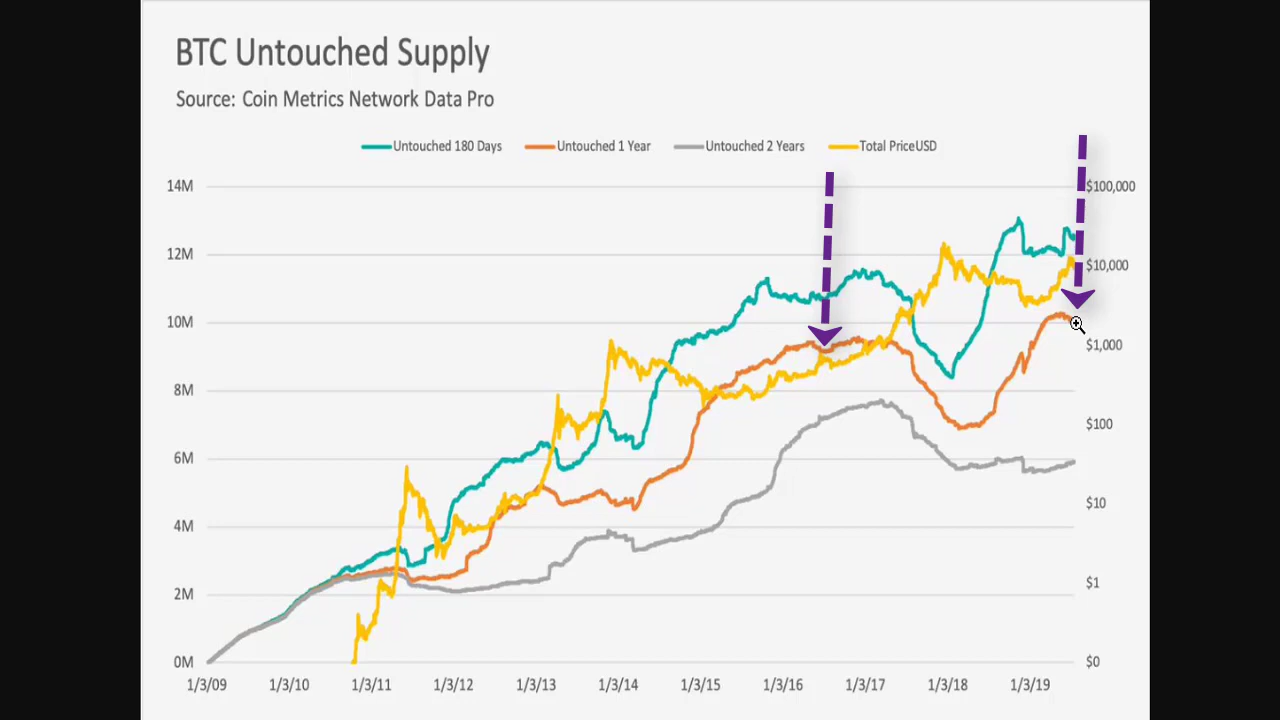 BTC Untouched Supply
Source: Coin Metrics Network Data Pro
Untouched 180 Days Untouched 1 Year Untouched 2 Years Total PriceUSD
14M $100,000
12M $10,000
10M $1,000
8M $100
6M $10
4M $1
2M $0
0M
1/3/09 1/3/10 1/3/11 1/3/12 1/3/13 1/3/14 1/3/15 1/3/16 1/3/17 1/3/18 1/3/19